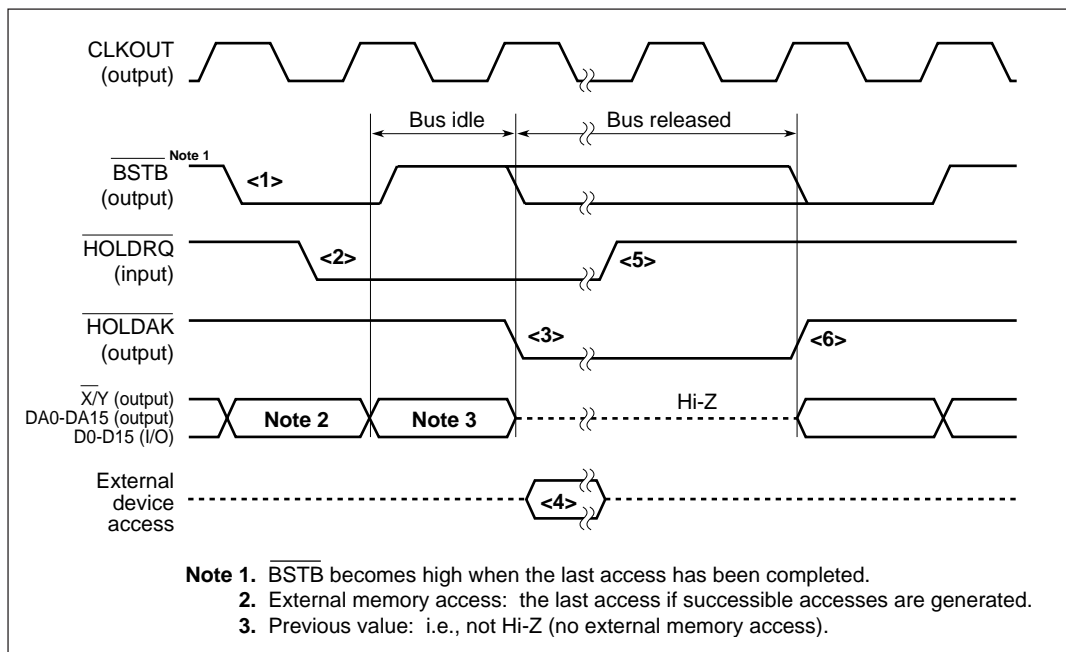 CLKOUT
(output)
Bus idle
Bus released
BSTB Note 1
(output)
<1>
HOLDRQ
(input)
<2>
<5>
HOLDAK
(output)
<3>
<6>
X/Y (output)
DA0-DA15 (output)
D0-D15 (I/O)
Note 2
Note 3
Hi-Z
External
device
access
<4>
Note 1. BSTB becomes high when the last access has been completed.
2. External memory access: the last access if successible accesses are generated.
3. Previous value: i.e., not Hi-Z (no external memory access).